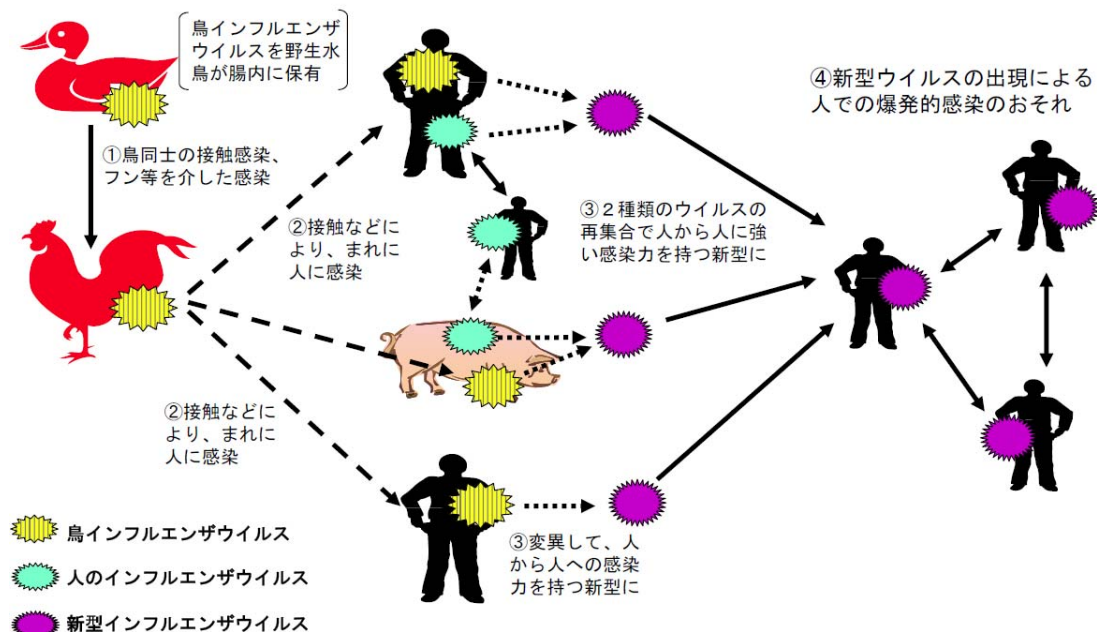 鳥インフルエンザ
ウイルスを野生水
鳥が腸内に保有
①鳥同士の接触感染、
フン等を介した感染
②接触などに
より、まれに
人に感染
②接触などに
より、まれに
人に感染
③２種類のウイルスの
再集合で人から人に強
い感染力を持つ新型に
③変異して、人
から人への感染
力を持つ新型に
④新型ウイルスの出現による
人での爆発的感染のおそれ
鳥インフルエンザウイルス
人のインフルエンザウイルス
新型インフルエンザウイルス